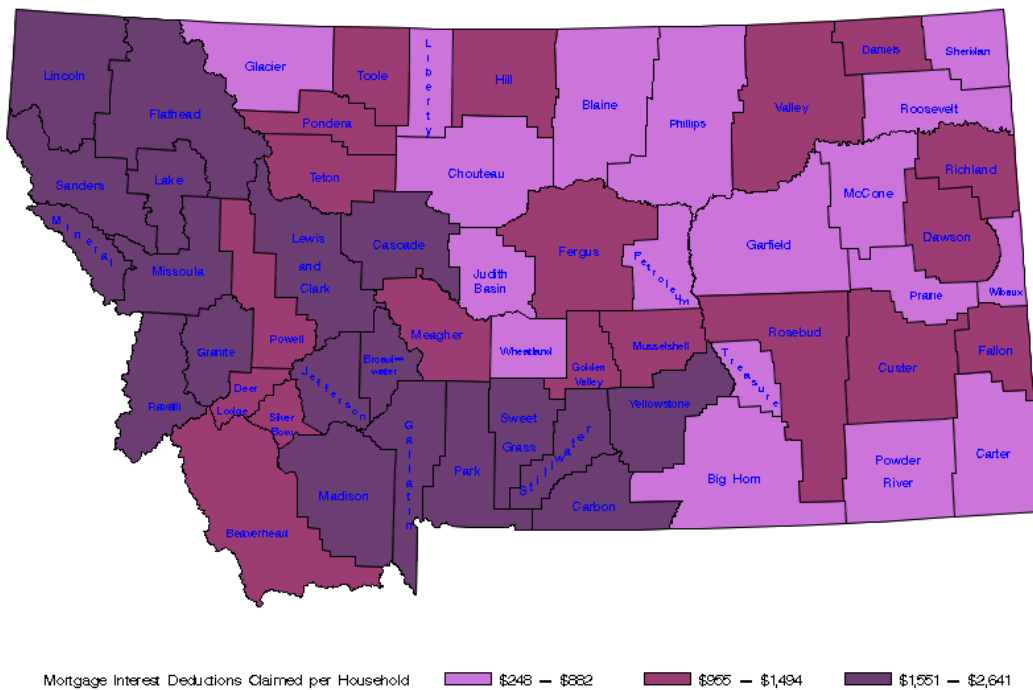 Lincoln
Flathead
Glacier
Toole
Liberty
Hill
Blaine
Phillips
Valley
Daniels
Sheridan
Roosevelt
Pondera
Teton
Chouteau
Sanders
Lake
Mineral
Missoula
Lewis
and
Clark
Cascade
Judith
Basin
Fergus
Petroleum
Garfield
McCone
Richland
Dawson
Prairie
Wibaux
Powell
Granite
Ravalli
Deer
Lodge
Silver
Bow
Jefferson
Broad-
water
Meagher
Wheatland
Golden
Valley
Musselshell
Rosebud
Treasure
Custer
Fallon
Beaverhead
Madison
Gallatin
Park
Sweet
Grass
Stillwater
Yellowstone
Carbon
Big Horn
Powder
River
Carter
Mortgage Interest Deductions Claimed per Household
$248 – $882
$955 – $1,494
$1,551 – $2,641